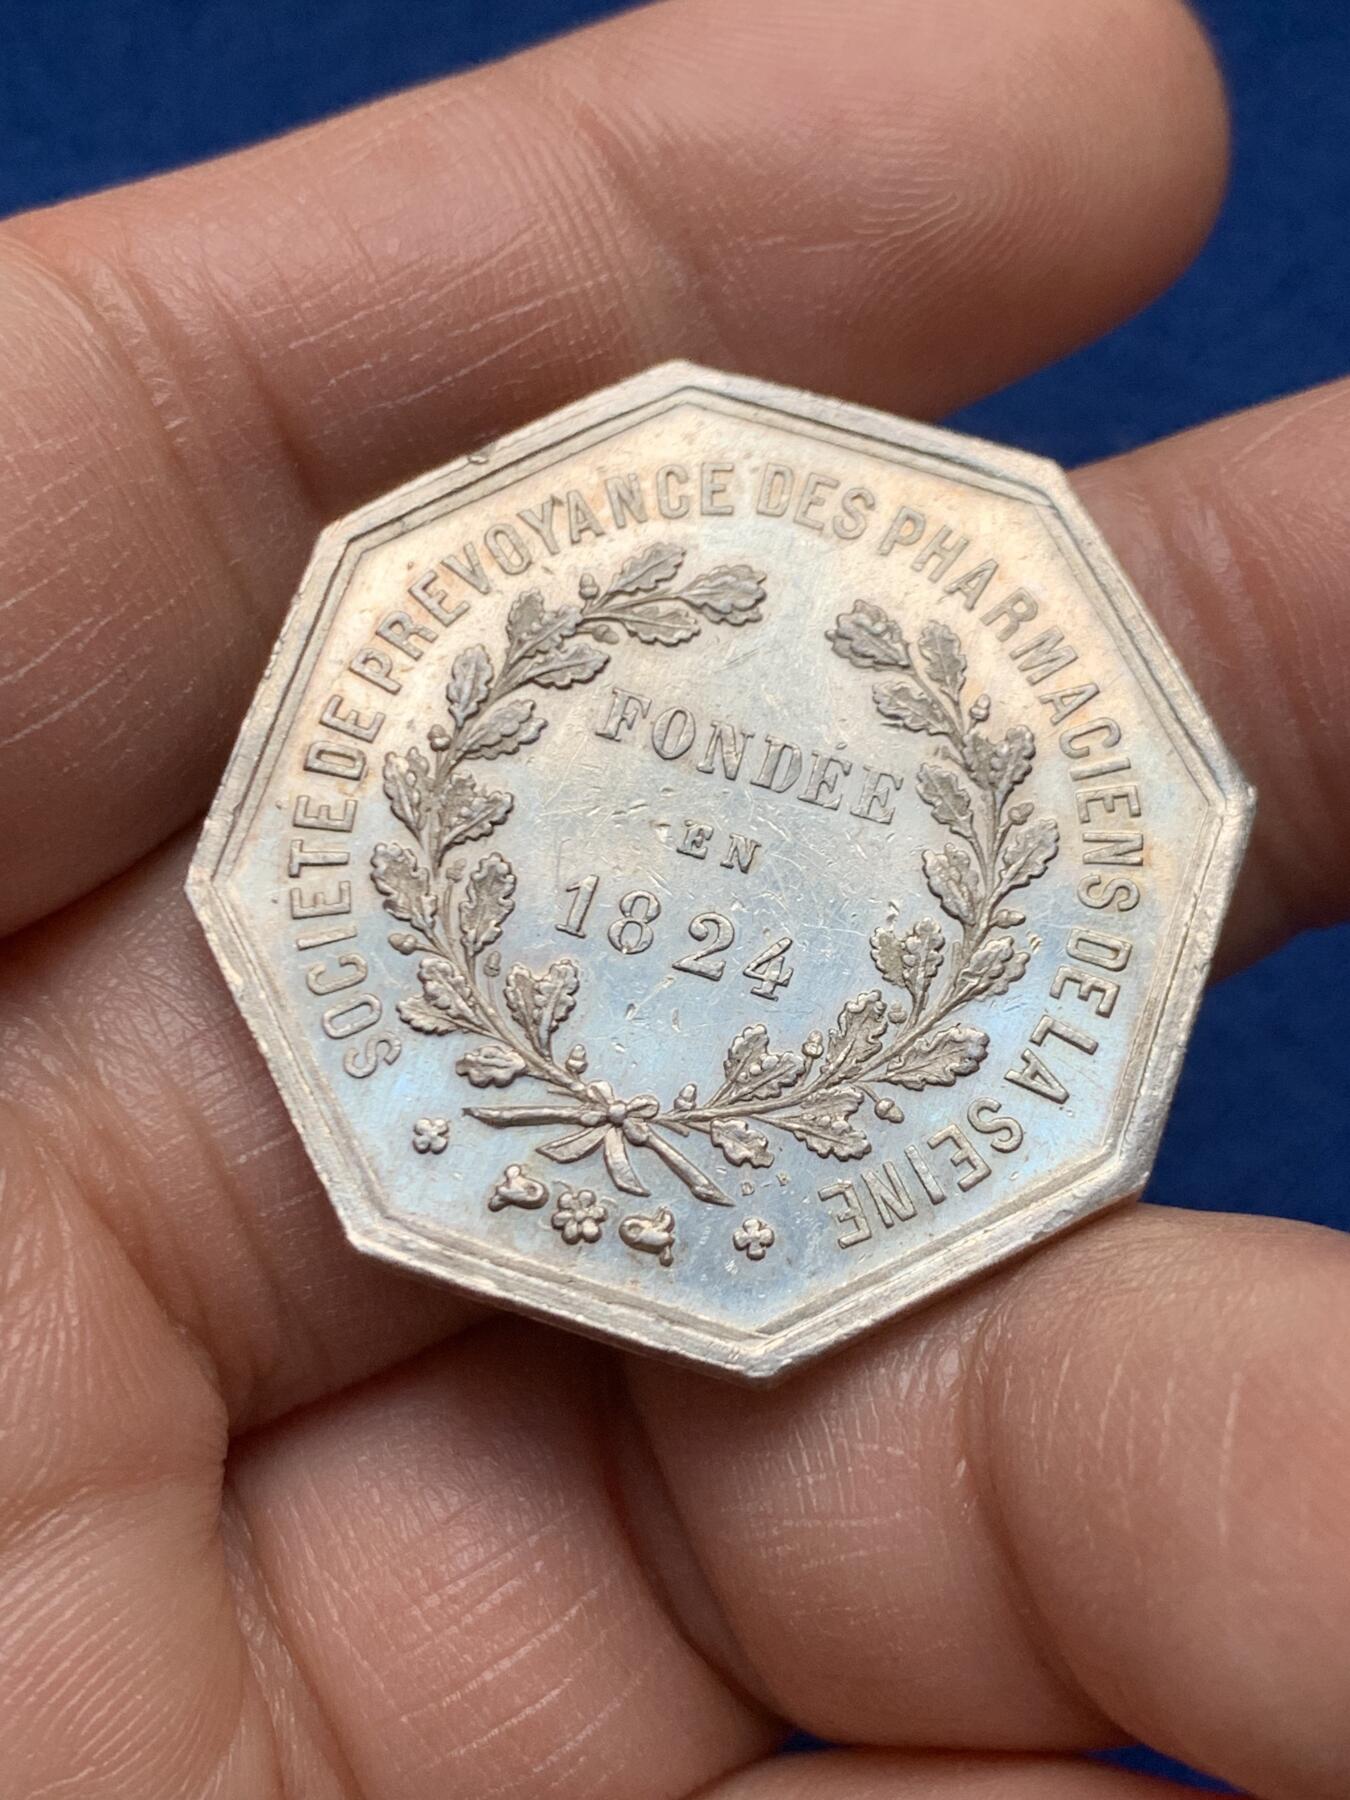 SOCIETE DE PREVOYANCE DES PHARMACIENS DE LA SEINE
FONDÉE
EN
1824